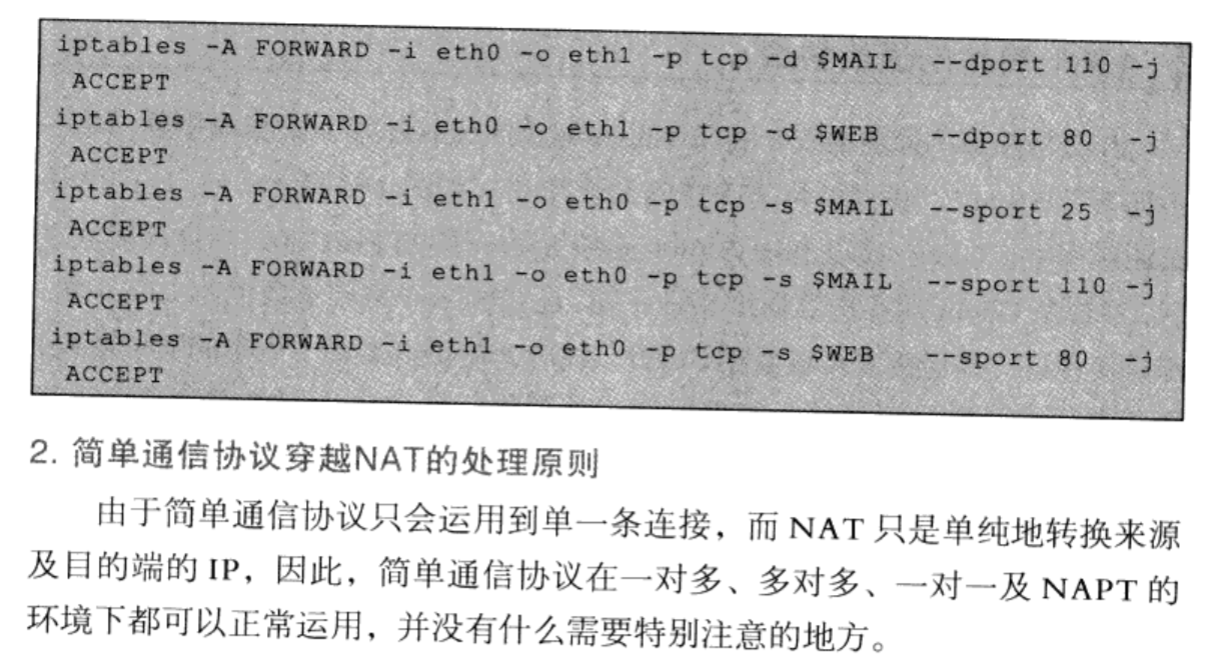 iptables -A FORWARD -i eth0 -o eth1 -p tcp -d $MAIL  --dport 110 -j
 ACCEPT
iptables -A FORWARD -i eth0 -o eth1 -p tcp -d $WEB   --dport 80  -j
 ACCEPT
iptables -A FORWARD -i eth1 -o eth0 -p tcp -s $MAIL  --sport 25  -j
 ACCEPT
iptables -A FORWARD -i eth1 -o eth0 -p tcp -s $MAIL  --sport 110 -j
 ACCEPT
iptables -A FORWARD -i eth1 -o eth0 -p tcp -s $WEB   --sport 80  -j
 ACCEPT
2. 简单通信协议穿越NAT的处理原则
由于简单通信协议只会运用到单一条连接，而 NAT 只是单纯地转换来源
及目的端的 IP，因此，简单通信协议在一对多、多对多、一对一及 NAPT 的
环境下都可以正常运用，并没有什么需要特别注意的地方。